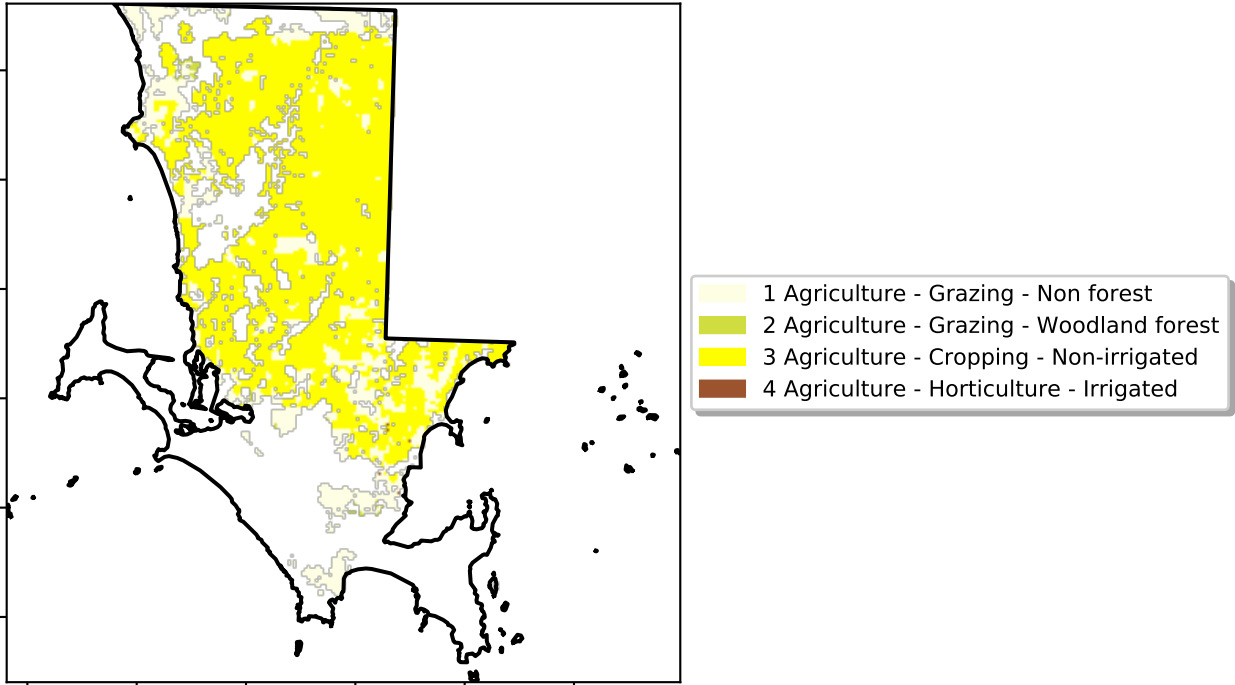 1 Agriculture - Grazing - Non forest
2 Agriculture - Grazing - Woodland forest
3 Agriculture - Cropping - Non-irrigated
4 Agriculture - Horticulture - Irrigated